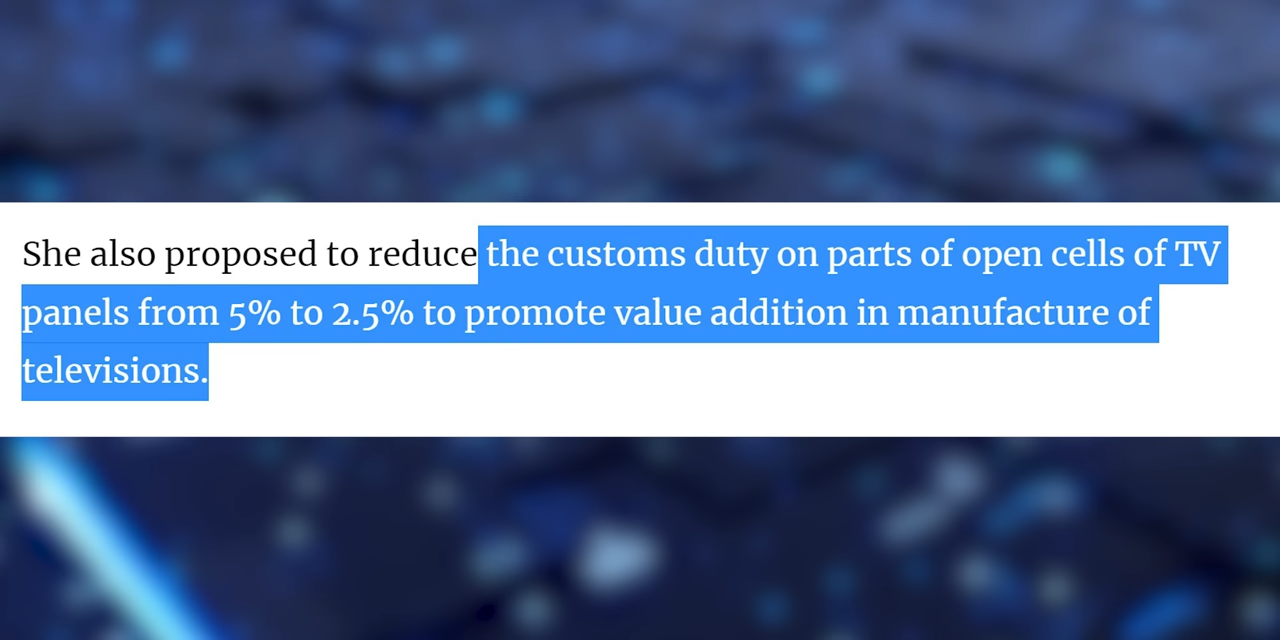 She also proposed to reduce the customs duty on parts of open cells of TV
panels from 5% to 2.5% to promote value addition in manufacture of
televisions.